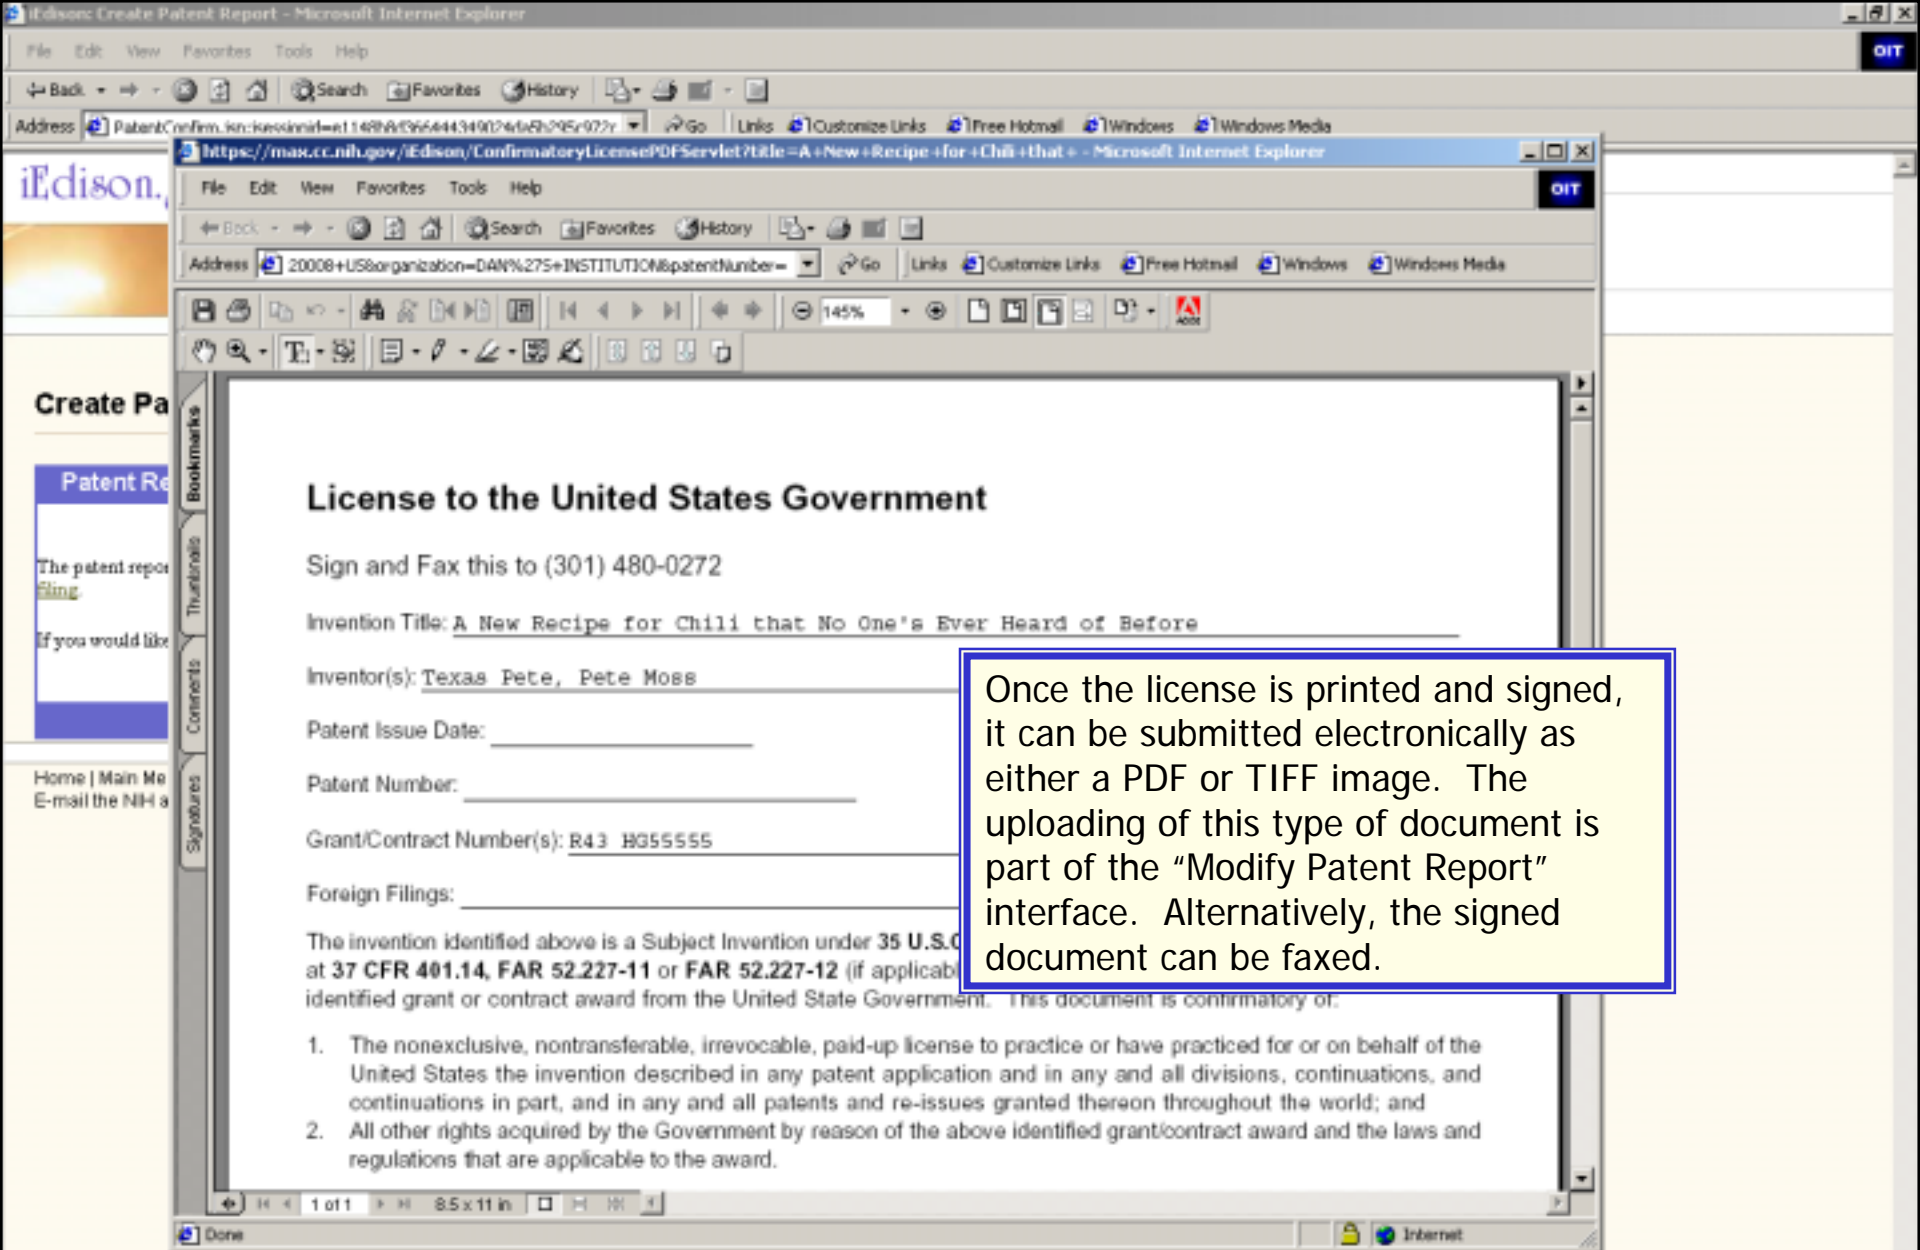 iEdison: Create Patent Report - Microsoft Internet Explorer
File Edit View Favorites Tools Help
OIT
Back Search Favorites History
Address Go Links Customize Links Free Hotmail Windows Windows Media
https://max.cc.nih.gov/iEdison/ConfirmatoryLicensePDFServlet?title=A+New+Recipe+for+Chili+that+ - Microsoft Internet Explorer
File Edit View Favorites Tools Help
OIT
Back Search Favorites History
Address 20008+US&organization=DAN%27S+INSTITUTION&patentNumber= Go Links Customize Links Free Hotmail Windows Windows Media
145%
Adobe
iEdison.
Create Pa
Patent Re
The patent repor
filing.
If you would like
Home | Main Me
E-mail the NIH a
Bookmarks
Thumbnails
Comments
Signatures
License to the United States Government
Sign and Fax this to (301) 480-0272
Invention Title: A New Recipe for Chili that No One's Ever Heard of Before
Inventor(s): Texas Pete, Pete Moss
Patent Issue Date:
Patent Number:
Grant/Contract Number(s): R43 HG55555
Foreign Filings:
The invention identified above is a Subject Invention under 35 U.S.C
at 37 CFR 401.14, FAR 52.227-11 or FAR 52.227-12 (if applicabl
identified grant or contract award from the United State Government. This document is confirmatory of:
1. The nonexclusive, nontransferable, irrevocable, paid-up license to practice or have practiced for or on behalf of the
United States the invention described in any patent application and in any and all divisions, continuations, and
continuations in part, and in any and all patents and re-issues granted thereon throughout the world; and
2. All other rights acquired by the Government by reason of the above identified grant/contract award and the laws and
regulations that are applicable to the award.
Once the license is printed and signed,
it can be submitted electronically as
either a PDF or TIFF image. The
uploading of this type of document is
part of the “Modify Patent Report”
interface. Alternatively, the signed
document can be faxed.
1 of 1 8.5 x 11 in
Done Internet